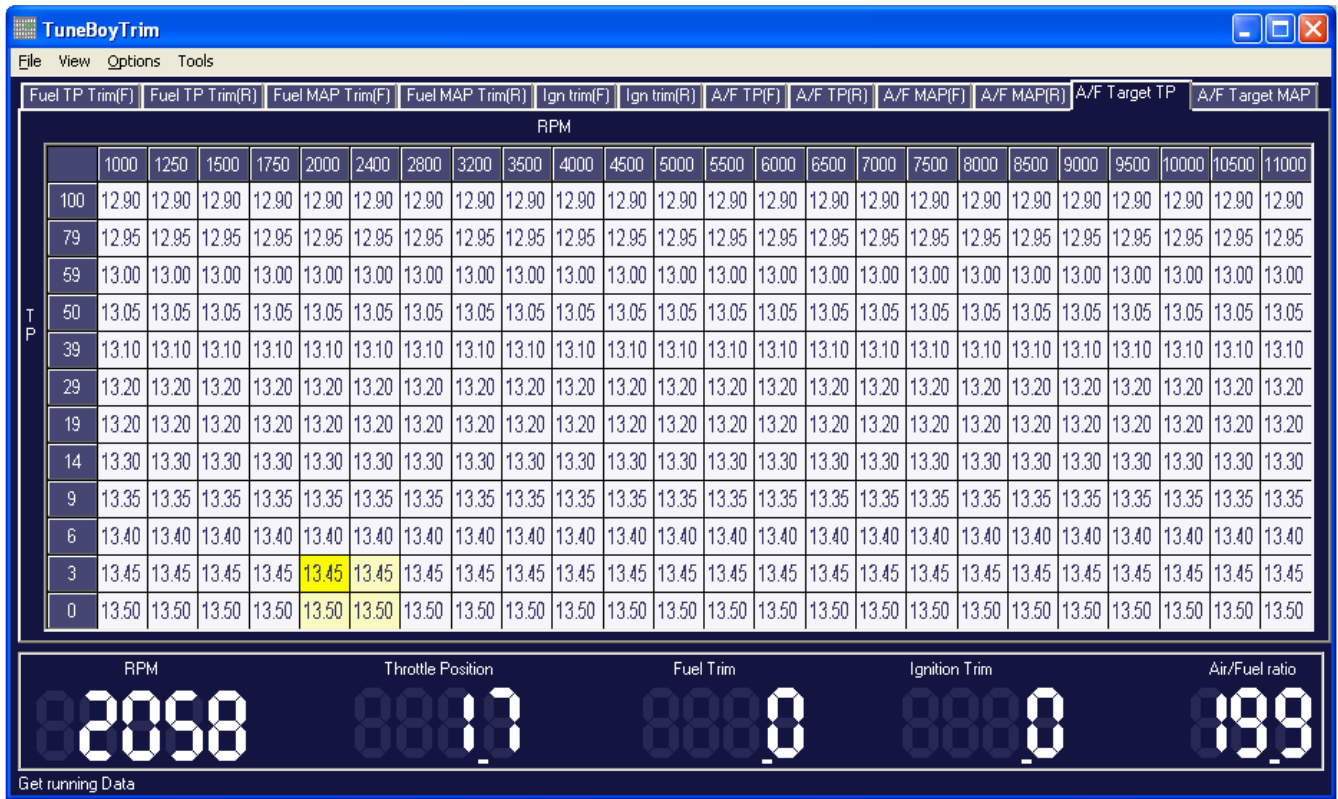 TuneBoyTrim
File View Options Tools
Fuel TP Trim(F) Fuel TP Trim(R) Fuel MAP Trim(F) Fuel MAP Trim(R) Ign trim(F) Ign trim(R) A/F TP(F) A/F TP(R) A/F MAP(F) A/F MAP(R) A/F Target TP A/F Target MAP
RPM
1000 1250 1500 1750 2000 2400 2800 3200 3500 4000 4500 5000 5500 6000 6500 7000 7500 8000 8500 9000 9500 10000 10500 11000
100 12.90 12.90 12.90 12.90 12.90 12.90 12.90 12.90 12.90 12.90 12.90 12.90 12.90 12.90 12.90 12.90 12.90 12.90 12.90 12.90 12.90 12.90 12.90 12.90
79 12.95 12.95 12.95 12.95 12.95 12.95 12.95 12.95 12.95 12.95 12.95 12.95 12.95 12.95 12.95 12.95 12.95 12.95 12.95 12.95 12.95 12.95 12.95 12.95
59 13.00 13.00 13.00 13.00 13.00 13.00 13.00 13.00 13.00 13.00 13.00 13.00 13.00 13.00 13.00 13.00 13.00 13.00 13.00 13.00 13.00 13.00 13.00 13.00
TP
50 13.05 13.05 13.05 13.05 13.05 13.05 13.05 13.05 13.05 13.05 13.05 13.05 13.05 13.05 13.05 13.05 13.05 13.05 13.05 13.05 13.05 13.05 13.05 13.05
39 13.10 13.10 13.10 13.10 13.10 13.10 13.10 13.10 13.10 13.10 13.10 13.10 13.10 13.10 13.10 13.10 13.10 13.10 13.10 13.10 13.10 13.10 13.10 13.10
29 13.20 13.20 13.20 13.20 13.20 13.20 13.20 13.20 13.20 13.20 13.20 13.20 13.20 13.20 13.20 13.20 13.20 13.20 13.20 13.20 13.20 13.20 13.20 13.20
19 13.20 13.20 13.20 13.20 13.20 13.20 13.20 13.20 13.20 13.20 13.20 13.20 13.20 13.20 13.20 13.20 13.20 13.20 13.20 13.20 13.20 13.20 13.20 13.20
14 13.30 13.30 13.30 13.30 13.30 13.30 13.30 13.30 13.30 13.30 13.30 13.30 13.30 13.30 13.30 13.30 13.30 13.30 13.30 13.30 13.30 13.30 13.30 13.30
9 13.35 13.35 13.35 13.35 13.35 13.35 13.35 13.35 13.35 13.35 13.35 13.35 13.35 13.35 13.35 13.35 13.35 13.35 13.35 13.35 13.35 13.35 13.35 13.35
6 13.40 13.40 13.40 13.40 13.40 13.40 13.40 13.40 13.40 13.40 13.40 13.40 13.40 13.40 13.40 13.40 13.40 13.40 13.40 13.40 13.40 13.40 13.40 13.40
3 13.45 13.45 13.45 13.45 13.45 13.45 13.45 13.45 13.45 13.45 13.45 13.45 13.45 13.45 13.45 13.45 13.45 13.45 13.45 13.45 13.45 13.45 13.45 13.45
0 13.50 13.50 13.50 13.50 13.50 13.50 13.50 13.50 13.50 13.50 13.50 13.50 13.50 13.50 13.50 13.50 13.50 13.50 13.50 13.50 13.50 13.50 13.50 13.50
RPM Throttle Position Fuel Trim Ignition Trim Air/Fuel ratio
2058 1.7 .0 .0 19.9
Get running Data